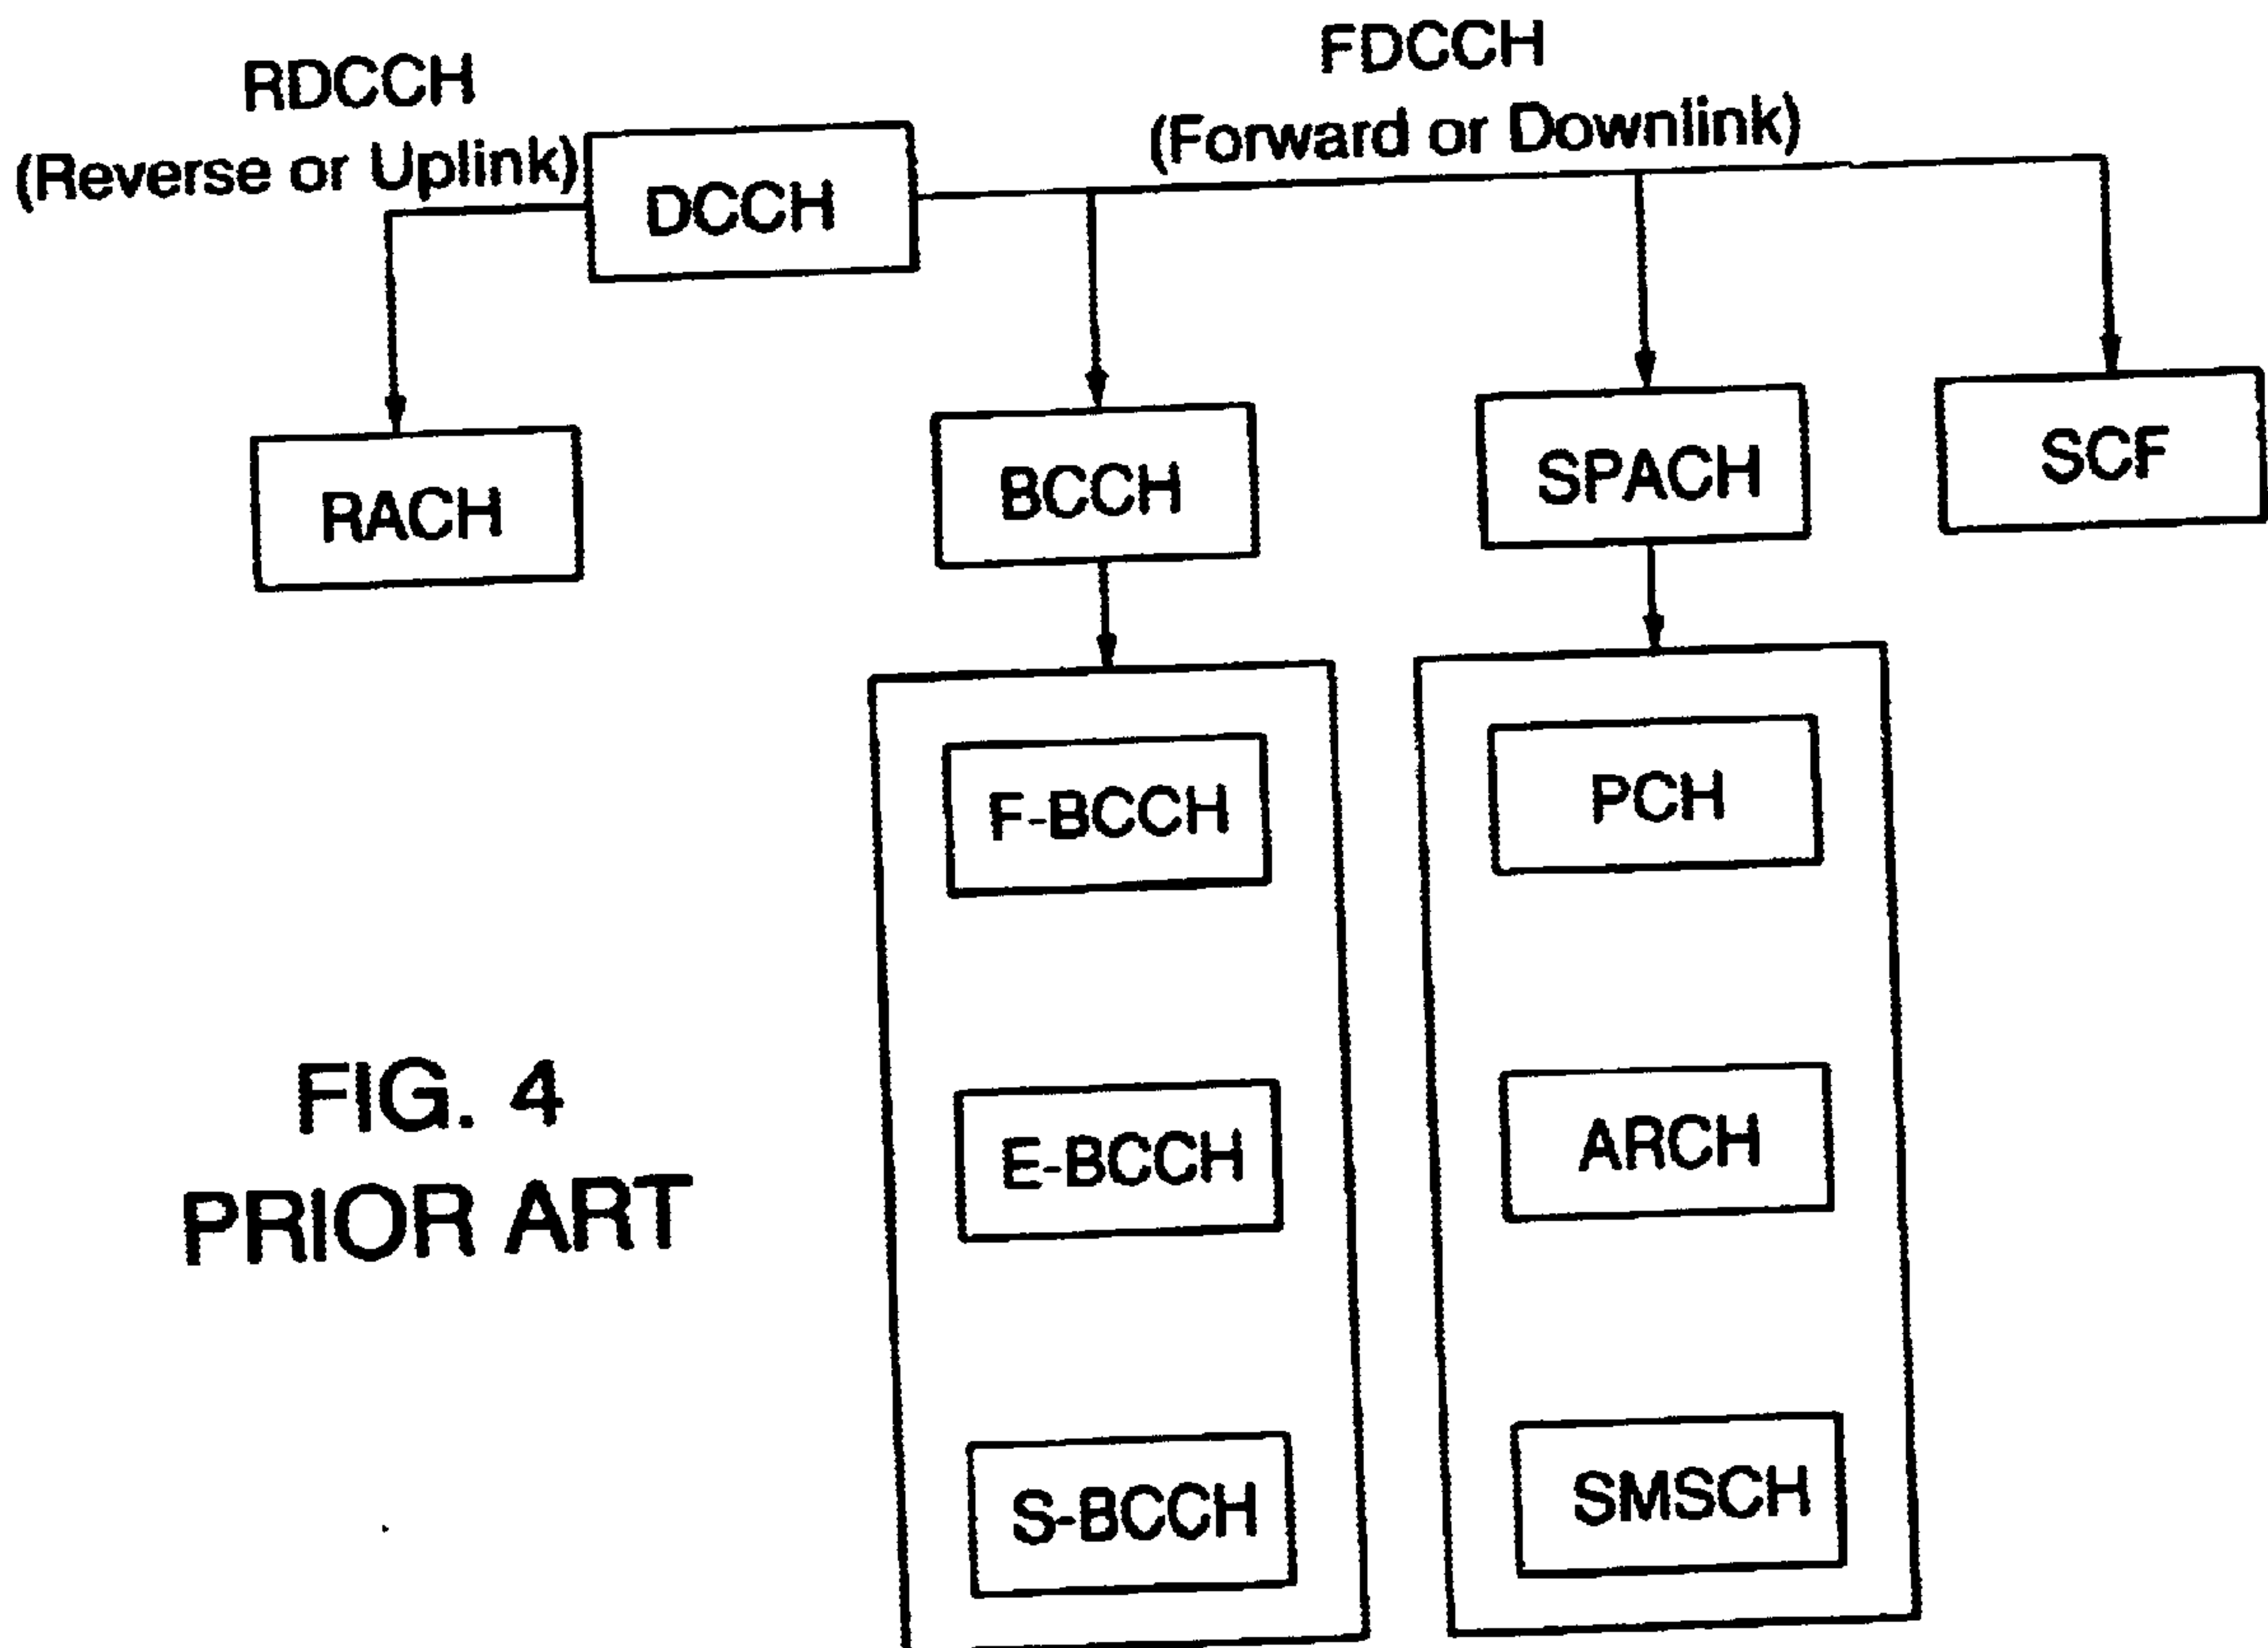 RDCCH
(Reverse or Uplink)
FDCCH
(Forward or Downlink)
DCCH
RACH
BCCH
SPACH
SCF
F-BCCH
PCH
E-BCCH
ARCH
S-BCCH
SMSCH
FIG. 4
PRIOR ART